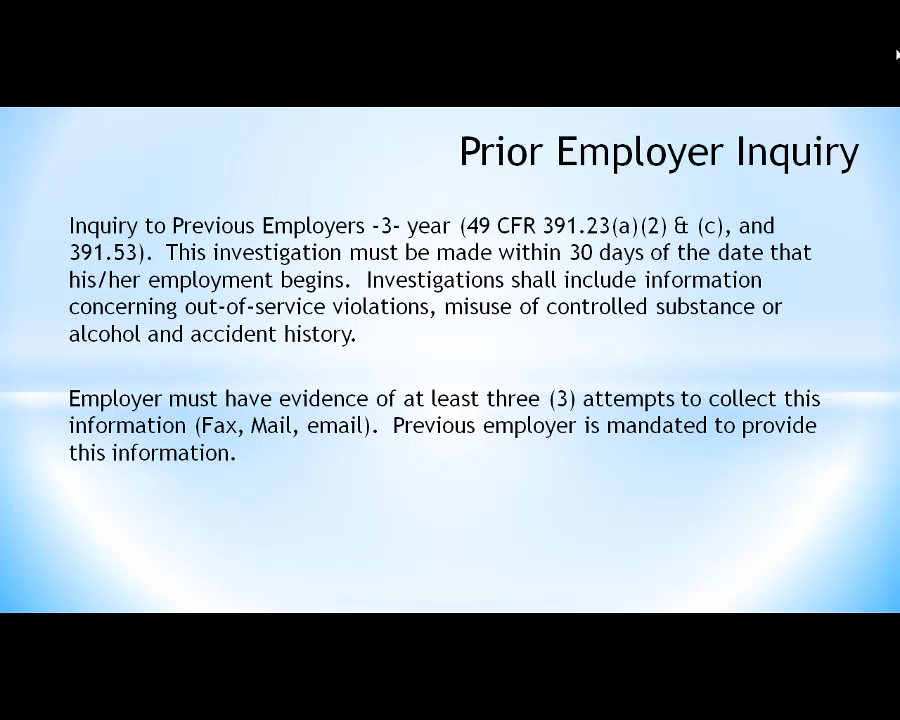 Prior Employer Inquiry
Inquiry to Previous Employers -3- year (49 CFR 391.23(a)(2) & (c), and
391.53).  This investigation must be made within 30 days of the date that
his/her employment begins.  Investigations shall include information
concerning out-of-service violations, misuse of controlled substance or
alcohol and accident history.
Employer must have evidence of at least three (3) attempts to collect this
information (Fax, Mail, email).  Previous employer is mandated to provide
this information.